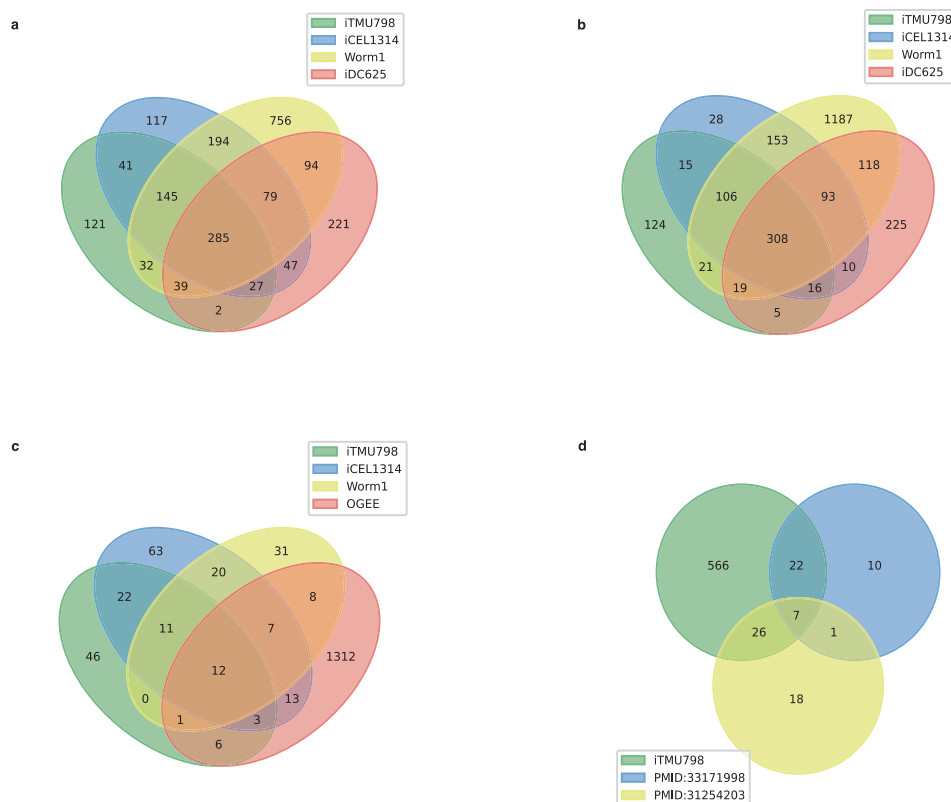 a
iTMU798
iCEL1314
Worm1
iDC625
117
756
194
41
94
145
79
121
221
285
32
47
39
27
2
b
iTMU798
iCEL1314
Worm1
iDC625
28
1187
153
15
118
106
93
124
225
308
21
10
19
16
5
c
iTMU798
iCEL1314
Worm1
OGEE
63
31
20
22
8
11
7
46
1312
12
0
13
1
3
6
d
566
22
10
7
26
1
18
iTMU798
PMID:33171998
PMID:31254203